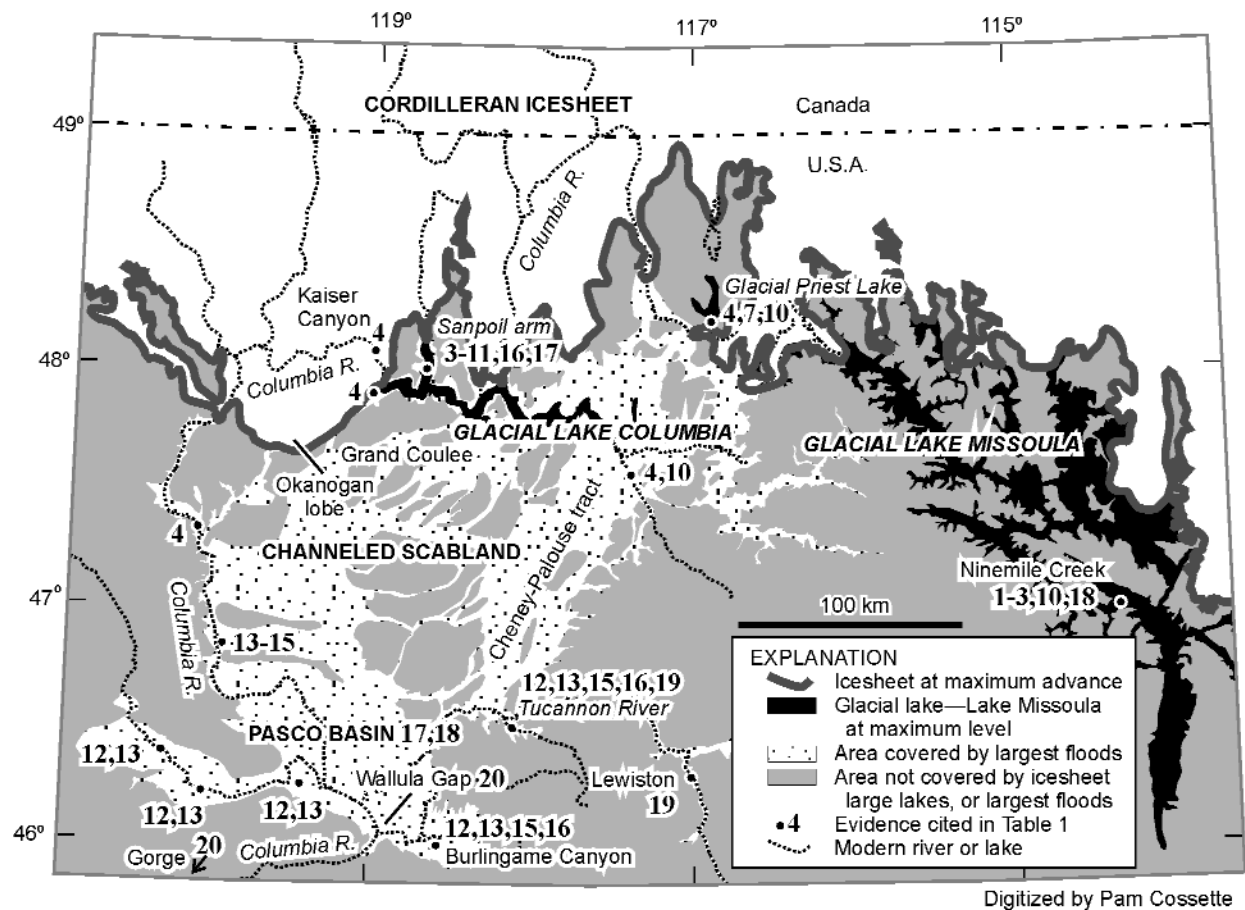 119º
117º
115º
CORDILLERAN ICESHEET
Canada
49º
U.S.A.
Columbia R.
Kaiser
Canyon
4
Glacial Priest Lake
4,7,10
Sanpoil arm
3-11,16,17
48º
Columbia R.
4
GLACIAL LAKE COLUMBIA
GLACIAL LAKE MISSOULA
Grand Coulee
4,10
Okanogan
lobe
4
CHANNELED SCABLAND
Cheney-Palouse tract
Ninemile Creek
1-3,10,18
47º
Columbia R.
100 km
13-15
12,13,15,16,19
Tucannon River
PASCO BASIN 17,18
12,13
Wallula Gap 20
Lewiston
19
12,13
12,13
46º
12,13,15,16
Burlingame Canyon
Columbia R.
20
Gorge
EXPLANATION
Icesheet at maximum advance
Glacial lake—Lake Missoula
at maximum level
Area covered by largest floods
Area not covered by icesheet
large lakes, or largest floods
4 Evidence cited in Table 1
Modern river or lake
Digitized by Pam Cossette